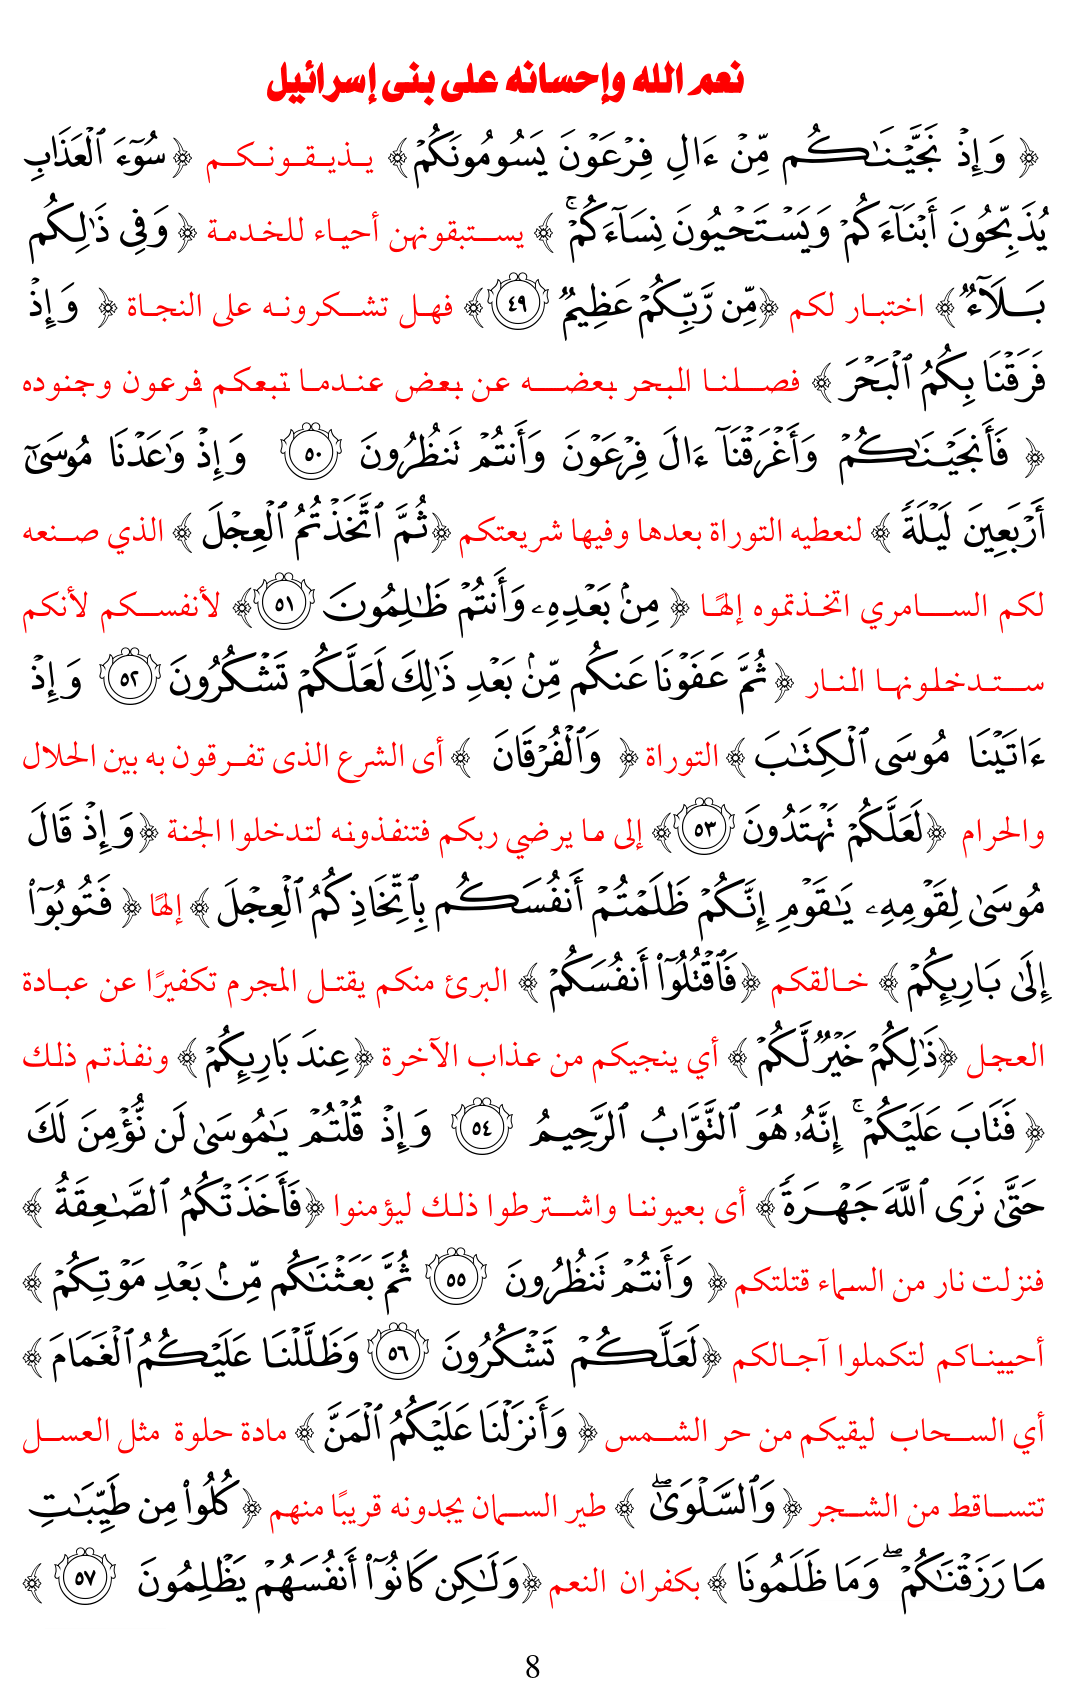 نعم الله وإحسانه على بنى إسرائيل
﴿ وَإِذْ نَجَّيْنَٰكُم مِّنْ ءَالِ فِرْعَوْنَ يَسُومُونَكُمْ﴾ يـذيـقـونـكـم ﴿سُوٓءَ ٱلْعَذَابِ
يُذَبِّحُونَ أَبْنَآءَكُمْ وَيَسْتَحْيُونَ نِسَآءَكُمْ ۚ﴾ يستبقونهن أحياء للخدمة ﴿ وَفِى ذَٰلِكُم
بَلَآءٌ﴾ اختبار لكم ﴿مِّن رَّبِّكُمْ عَظِيمٌ ٤٩﴾ فهل تشكرونه على النجاة ﴿ وَإِذْ
فَرَقْنَا بِكُمُ ٱلْبَحْرَ ﴾ فصلنا البحر بعضه عن بعض عندما تبعكم فرعون وجنوده
﴿ فَأَنجَيْنَٰكُمْ وَأَغْرَقْنَآ ءَالَ فِرْعَوْنَ وَأَنتُمْ تَنظُرُونَ ٥٠ وَإِذْ وَٰعَدْنَا مُوسَىٰٓ
أَرْبَعِينَ لَيْلَةً ﴾ لنعطيه التوراة بعدها وفيها شريعتكم ﴿ثُمَّ ٱتَّخَذْتُمُ ٱلْعِجْلَ ﴾ الذي صنعه
لكم السامري اتخذتموه إلهًا ﴿ مِنۢ بَعْدِهِۦ وَأَنتُمْ ظَٰلِمُونَ ٥١﴾ لأنفسكم لأنكم
ستدخلونها النار ﴿ثُمَّ عَفَوْنَا عَنكُم مِّنۢ بَعْدِ ذَٰلِكَ لَعَلَّكُمْ تَشْكُرُونَ ٥٢ وَإِذْ
ءَاتَيْنَا مُوسَى ٱلْكِتَٰبَ ﴾ التوراة ﴿ وَٱلْفُرْقَانَ ﴾ أى الشرع الذى تفرقون به بين الحلال
والحرام ﴿لَعَلَّكُمْ تَهْتَدُونَ ٥٣﴾ إلى ما يرضي ربكم فتنفذونه لتدخلوا الجنة ﴿وَإِذْ قَالَ
مُوسَىٰ لِقَوْمِهِۦ يَٰقَوْمِ إِنَّكُمْ ظَلَمْتُمْ أَنفُسَكُم بِٱتِّخَاذِكُمُ ٱلْعِجْلَ ﴾ إلهًا ﴿ فَتُوبُوٓا۟
إِلَىٰ بَارِئِكُمْ ﴾ خالقكم ﴿فَٱقْتُلُوٓا۟ أَنفُسَكُمْ ﴾ البرئ منكم يقتل المجرم تكفيرًا عن عبادة
العجل ﴿ذَٰلِكُمْ خَيْرٌ لَّكُمْ ﴾ أي ينجيكم من عذاب الآخرة ﴿عِندَ بَارِئِكُمْ ﴾ ونفذتم ذلك
﴿ فَتَابَ عَلَيْكُمْ ۚ إِنَّهُۥ هُوَ ٱلتَّوَّابُ ٱلرَّحِيمُ ٥٤ وَإِذْ قُلْتُمْ يَٰمُوسَىٰ لَن نُّؤْمِنَ لَكَ
حَتَّىٰ نَرَى ٱللَّهَ جَهْرَةً﴾ أى بعيوننا واشترطوا ذلك ليؤمنوا ﴿فَأَخَذَتْكُمُ ٱلصَّٰعِقَةُ ﴾
فنزلت نار من السماء قتلتكم ﴿ وَأَنتُمْ تَنظُرُونَ ٥٥ ثُمَّ بَعَثْنَٰكُم مِّنۢ بَعْدِ مَوْتِكُمْ ﴾
أحييناكم لتكملوا آجالكم ﴿لَعَلَّكُمْ تَشْكُرُونَ ٥٦ وَظَلَّلْنَا عَلَيْكُمُ ٱلْغَمَامَ ﴾
أي السحاب ليقيكم من حر الشمس ﴿ وَأَنزَلْنَا عَلَيْكُمُ ٱلْمَنَّ ﴾ مادة حلوة مثل العسل
تتساقط من الشجر ﴿وَٱلسَّلْوَىٰ ۖ ﴾ طير السمان يجدونه قريبًا منهم ﴿كُلُوا۟ مِن طَيِّبَٰتِ
مَا رَزَقْنَٰكُمْ ۖ وَمَا ظَلَمُونَا ﴾ بكفران النعم ﴿وَلَٰكِن كَانُوٓا۟ أَنفُسَهُمْ يَظْلِمُونَ ٥٧ ﴾
8